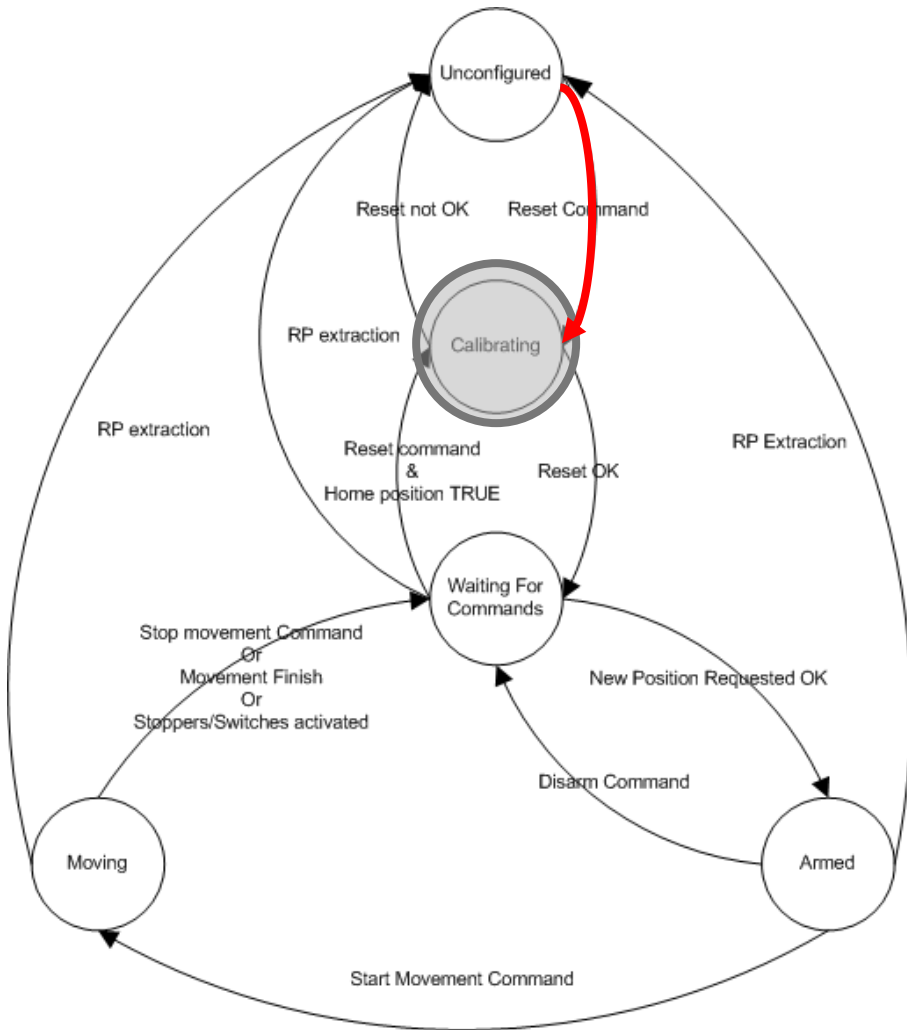 Unconfigured
Reset not OK
Reset Command
RP extraction
Calibrating
RP extraction
RP Extraction
Reset command
&
Home position TRUE
Reset OK
Waiting For
Commands
Stop movement Command
Or
Movement Finish
Or
Stoppers/Switches activated
New Position Requested OK
Disarm Command
Moving
Armed
Start Movement Command